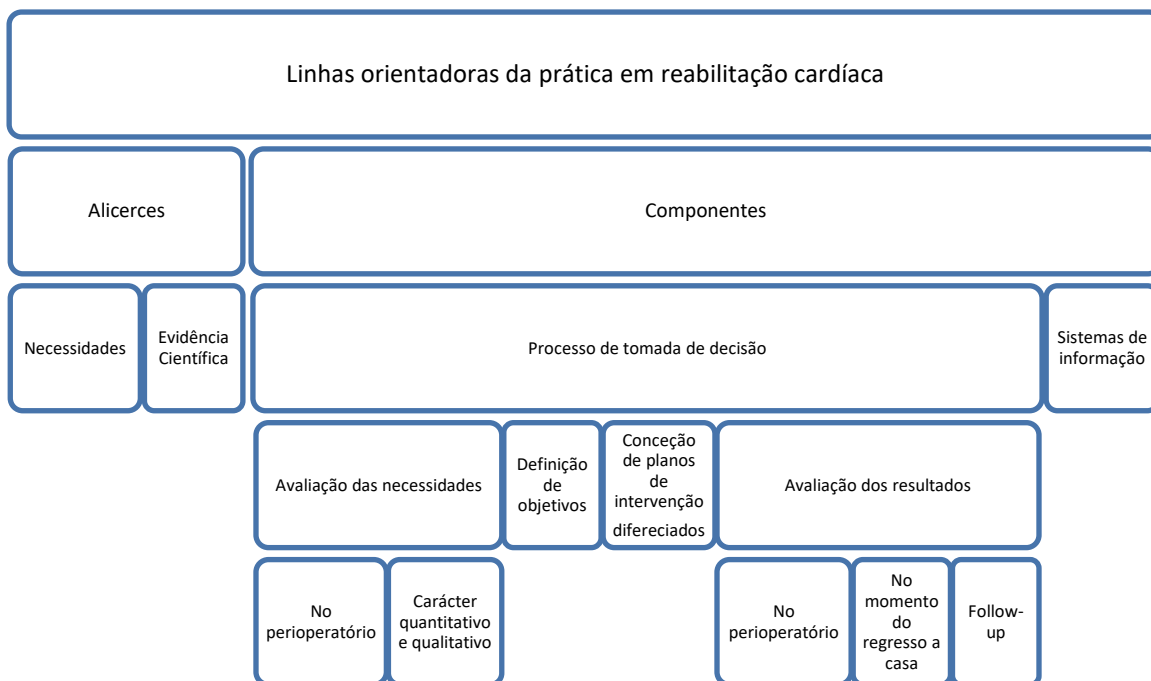 Linhas orientadoras da prática em reabilitação cardíaca
Alicerces
Componentes
Necessidades
Evidência
Científica
Processo de tomada de decisão
Sistemas de
informação
Avaliação das necessidades
Definição
de
objetivos
Conceção
de planos
de
intervenção
difereciados
Avaliação dos resultados
No
perioperatório
Carácter
quantitativo
e qualitativo
No
perioperatório
No
momento
do
regresso a
casa
Follow-
up